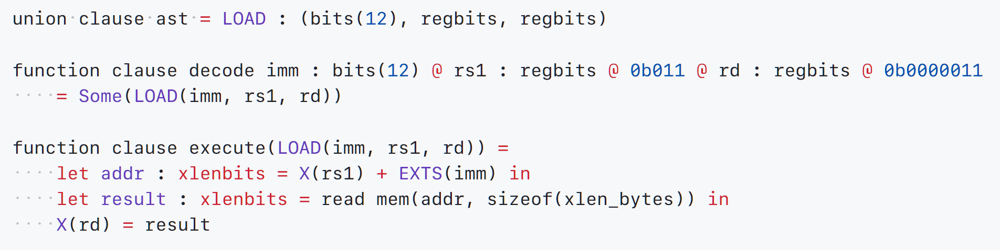 union clause ast = LOAD : (bits(12), regbits, regbits)

function clause decode imm : bits(12) @ rs1 : regbits @ 0b011 @ rd : regbits @ 0b0000011
    = Some(LOAD(imm, rs1, rd))

function clause execute(LOAD(imm, rs1, rd)) =
    let addr : xlenbits = X(rs1) + EXTS(imm) in
    let result : xlenbits = read mem(addr, sizeof(xlen_bytes)) in
    X(rd) = result